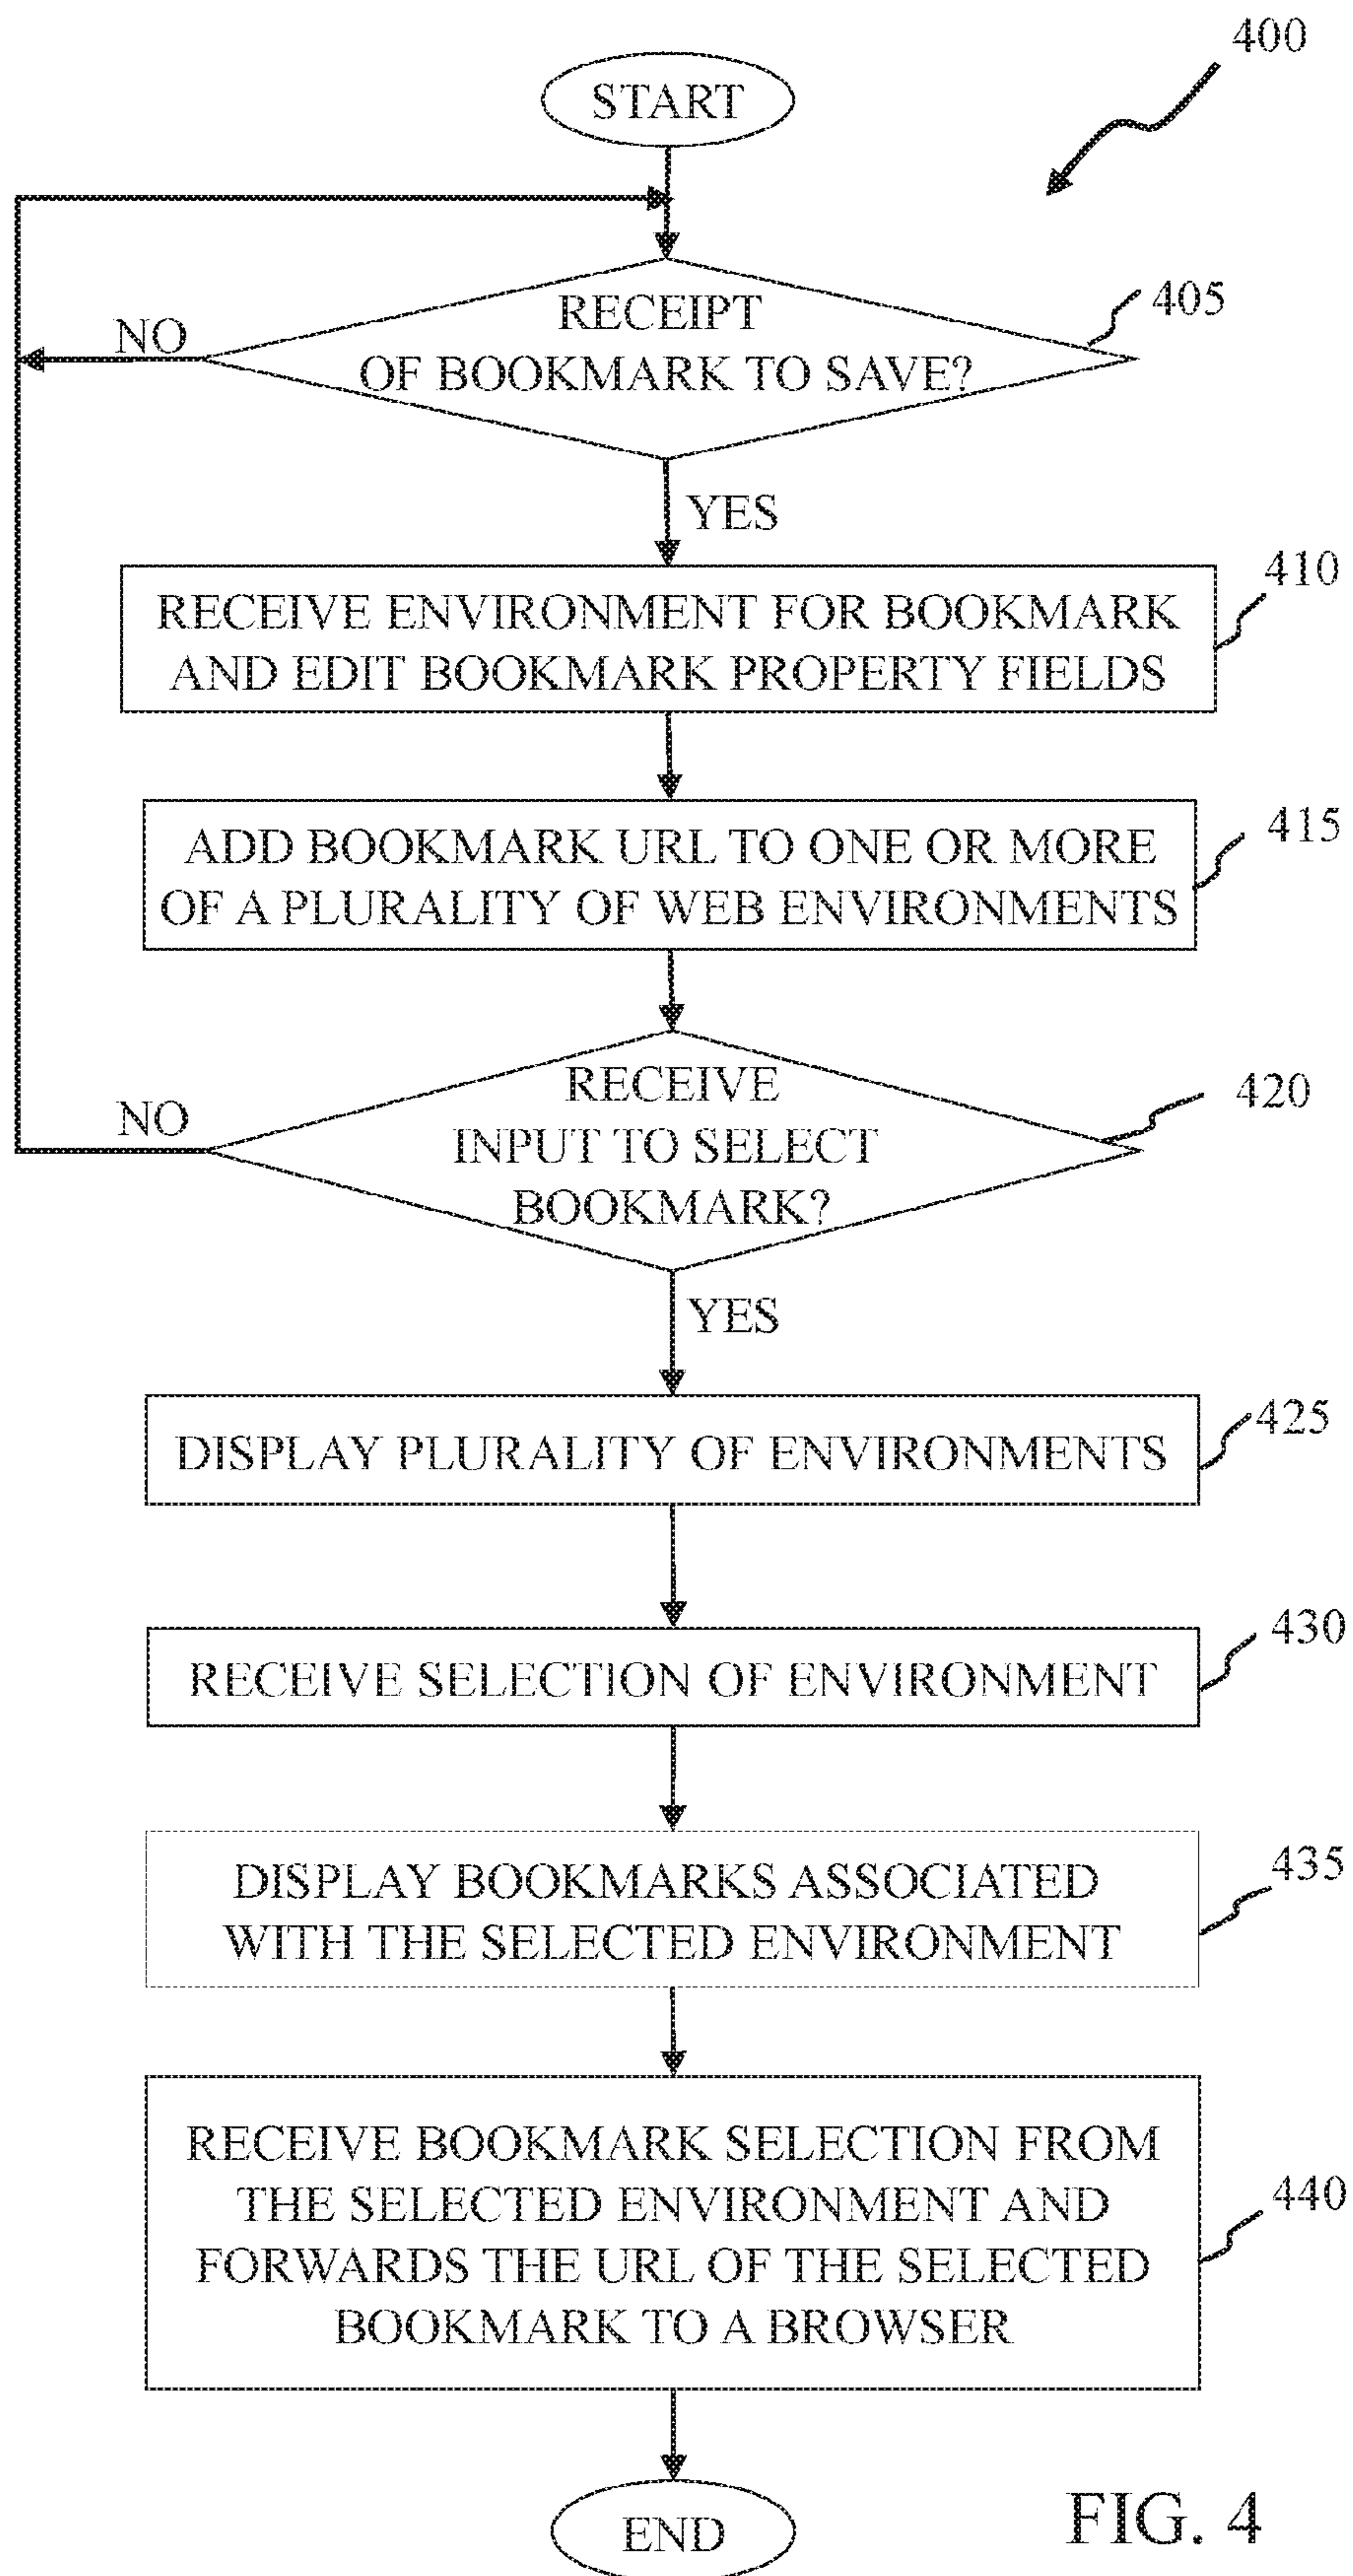 400
START
RECEIPT
OF BOOKMARK TO SAVE?
405
NO
YES
RECEIVE ENVIRONMENT FOR BOOKMARK
AND EDIT BOOKMARK PROPERTY FIELDS
410
ADD BOOKMARK URL TO ONE OR MORE
OF A PLURALITY OF WEB ENVIRONMENTS
415
RECEIVE
INPUT TO SELECT
BOOKMARK?
420
NO
YES
DISPLAY PLURALITY OF ENVIRONMENTS
425
RECEIVE SELECTION OF ENVIRONMENT
430
DISPLAY BOOKMARKS ASSOCIATED
WITH THE SELECTED ENVIRONMENT
435
RECEIVE BOOKMARK SELECTION FROM
THE SELECTED ENVIRONMENT AND
FORWARDS THE URL OF THE SELECTED
BOOKMARK TO A BROWSER
440
END
FIG. 4